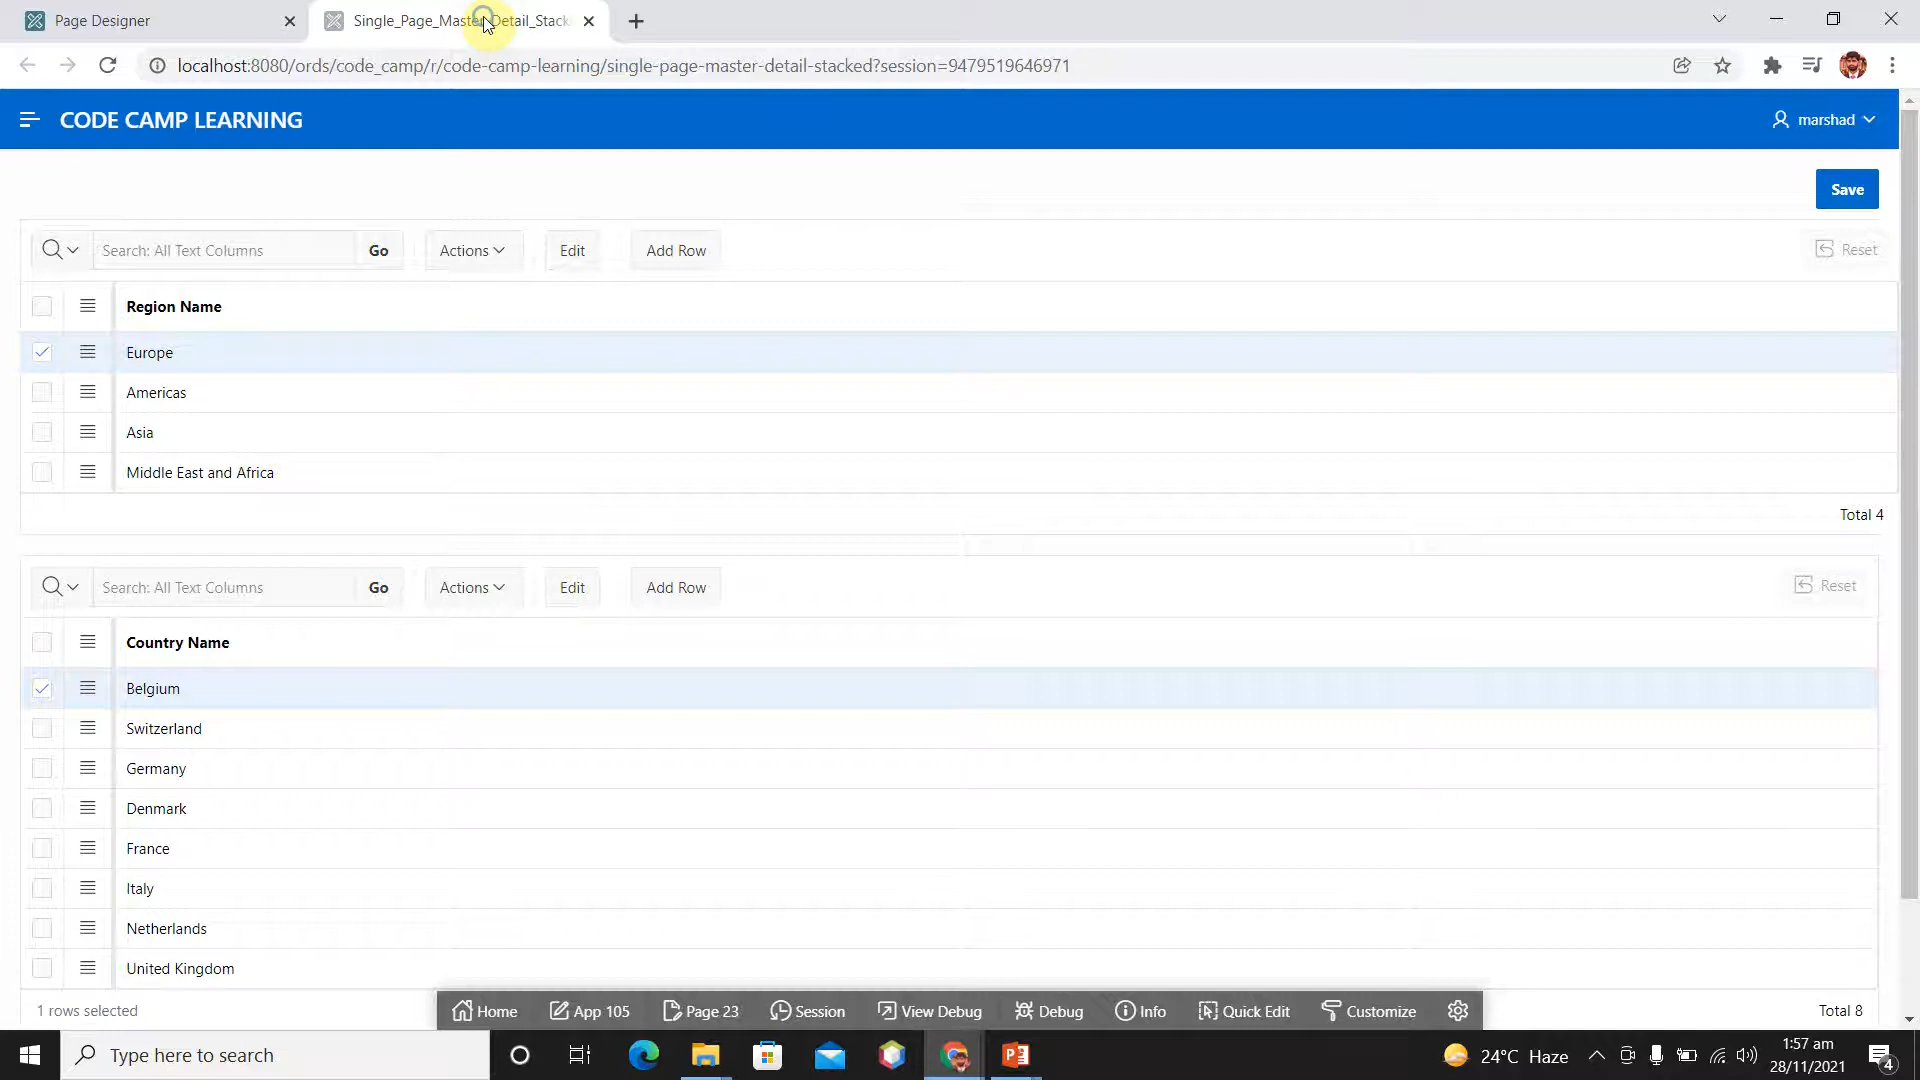 Page Designer
Single_Page_Master_Detail_Stack
localhost:8080/ords/code_camp/r/code-camp-learning/single-page-master-detail-stacked?session=9479519646971
CODE CAMP LEARNING
marshad
Save
Search: All Text Columns Go Actions Edit Add Row Reset
Region Name
Europe
Americas
Asia
Middle East and Africa
Total 4
Search: All Text Columns Go Actions Edit Add Row Reset
Country Name
Belgium
Switzerland
Germany
Denmark
France
Italy
Netherlands
United Kingdom
1 rows selected
Total 8
Home App 105 Page 23 Session View Debug Debug Info Quick Edit Customize
Type here to search
24°C Haze
1:57 am
28/11/2021
4